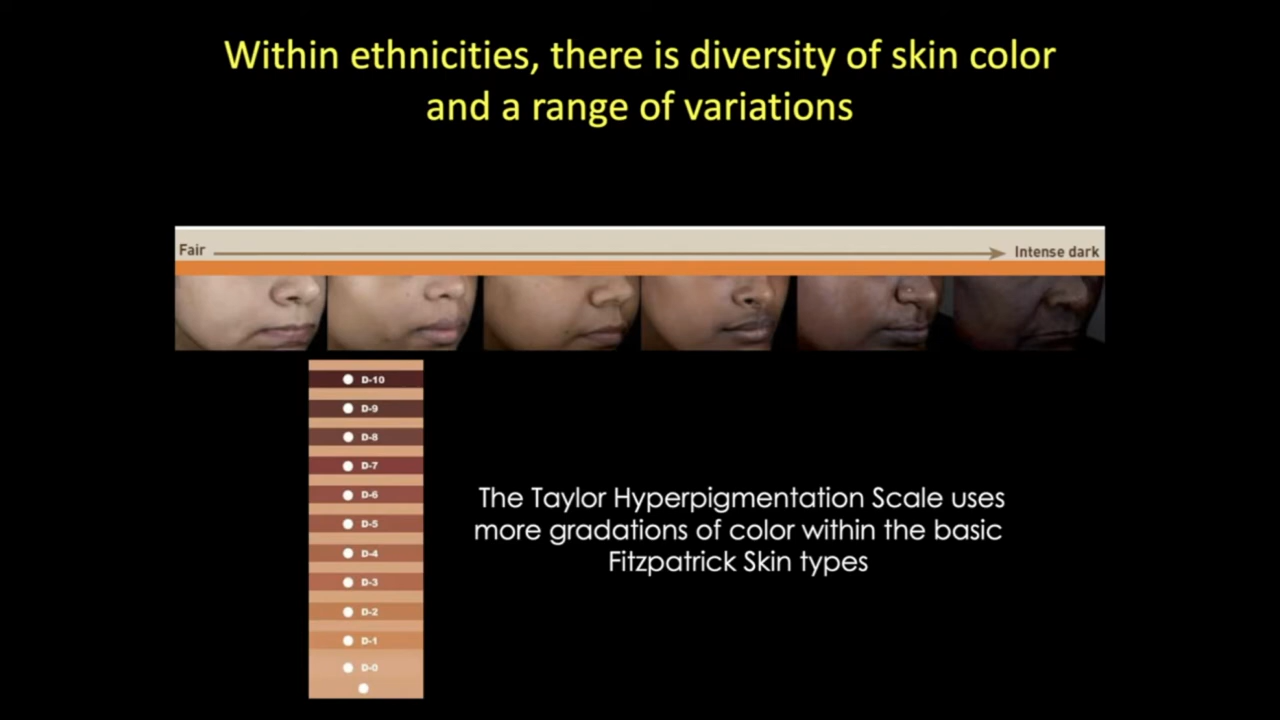 Within ethnicities, there is diversity of skin color
and a range of variations
Fair
Intense dark
D-10
D-9
D-8
D-7
D-6
D-5
D-4
D-3
D-2
D-1
D-0
The Taylor Hyperpigmentation Scale uses
more gradations of color within the basic
Fitzpatrick Skin types